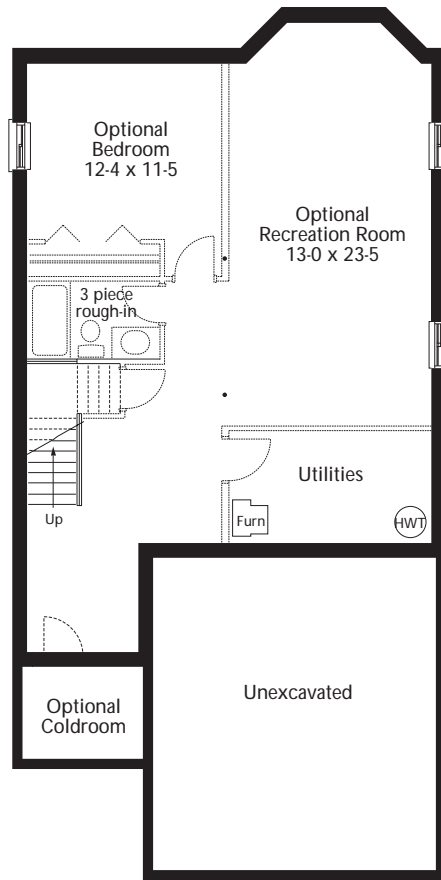 Optional
Bedroom
12-4 x 11-5
Optional
Recreation Room
13-0 x 23-5
3 piece
rough-in
Utilities
Up
Furn
HWT
Optional
Coldroom
Unexcavated